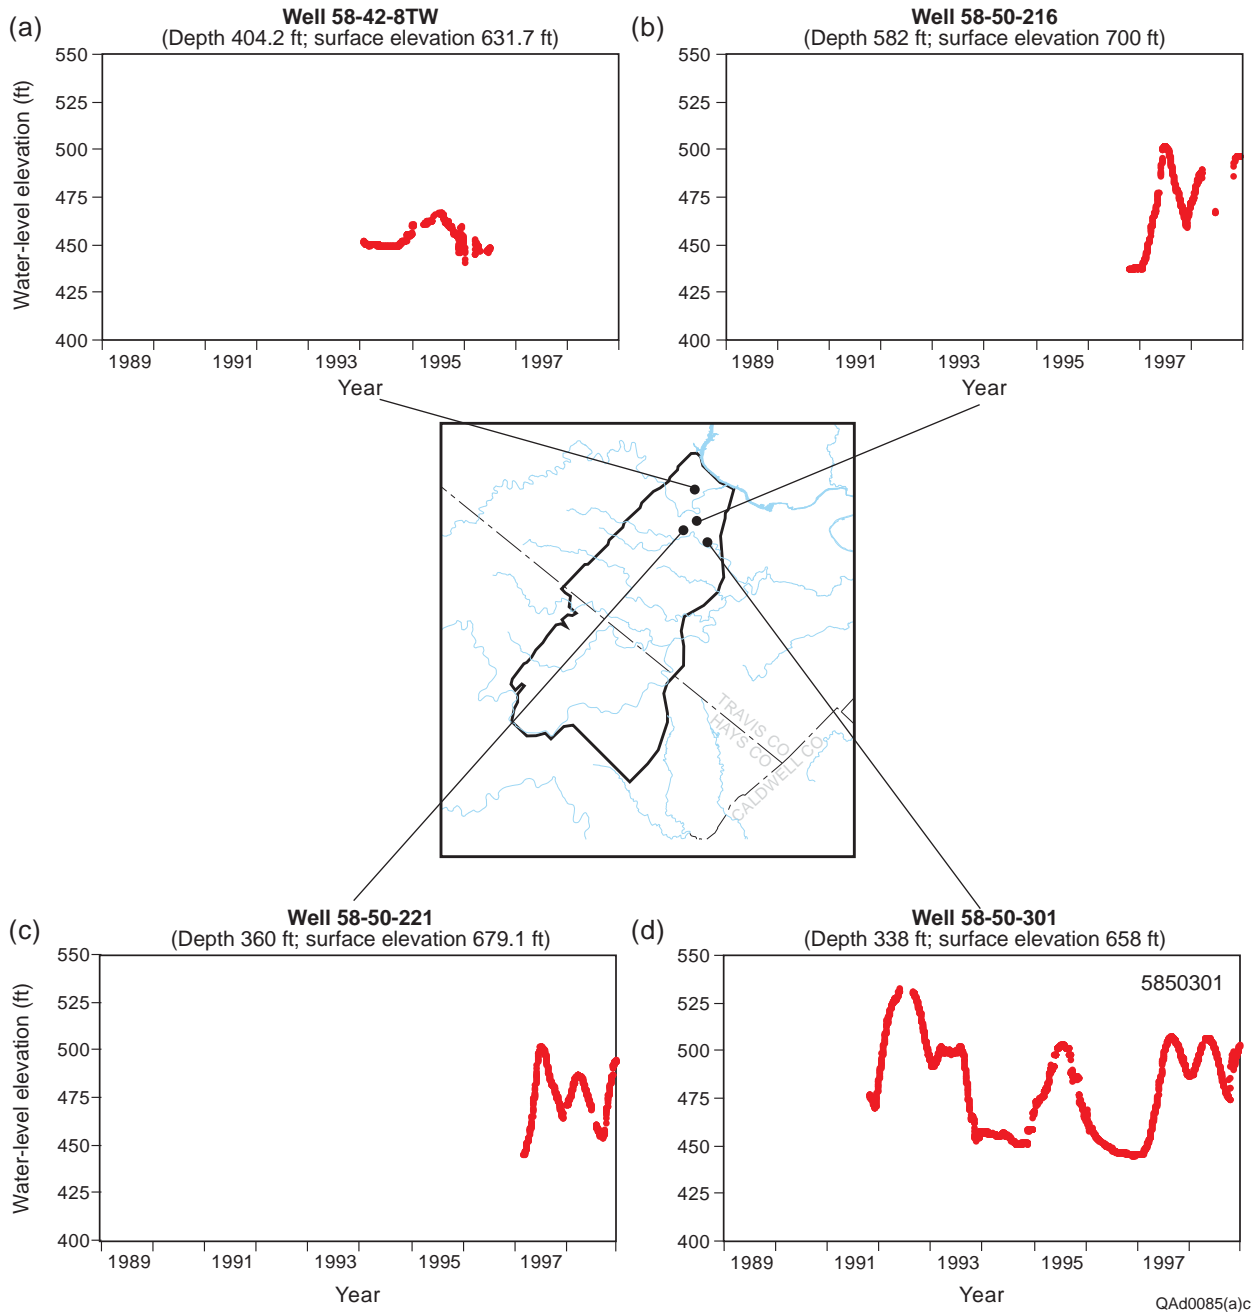 (a)
Well 58-42-8TW
(Depth 404.2 ft; surface elevation 631.7 ft)
Water-level elevation (ft)
550
525
500
475
450
425
400
1989
1991
1993
1995
1997
Year
(b)
Well 58-50-216
(Depth 582 ft; surface elevation 700 ft)
550
525
500
475
450
425
400
1989
1991
1993
1995
1997
Year
TRAVIS CO
HAYS CO
CALDWELL CO
(c)
Well 58-50-221
(Depth 360 ft; surface elevation 679.1 ft)
Water-level elevation (ft)
550
525
500
475
450
425
400
1989
1991
1993
1995
1997
Year
(d)
Well 58-50-301
(Depth 338 ft; surface elevation 658 ft)
5850301
550
525
500
475
450
425
400
1989
1991
1993
1995
1997
Year
QAd0085(a)c